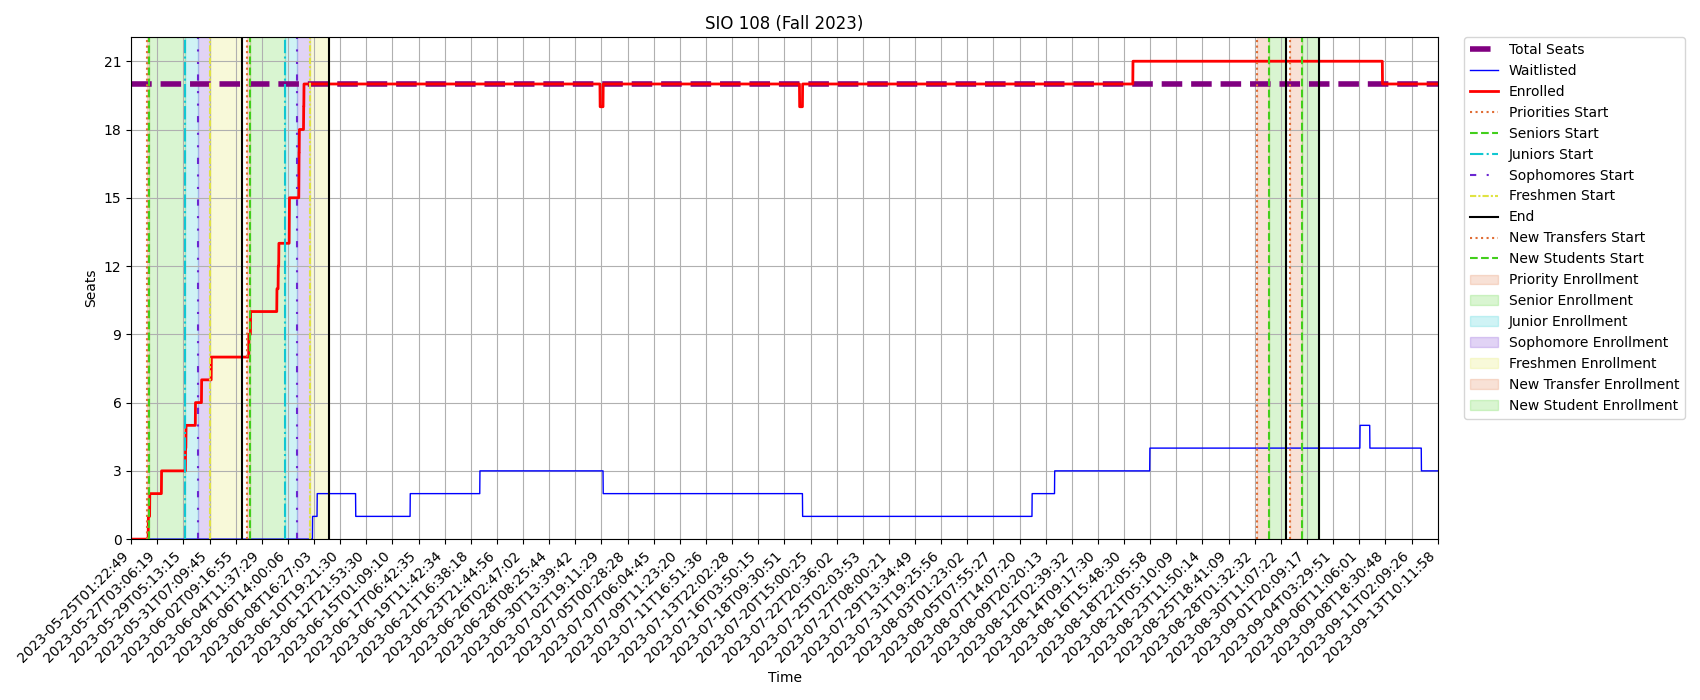 SIO 108 (Fall 2023)
Seats
21
18
15
12
9
6
3
0
2023-05-25T01:22:49
2023-05-27T03:06:19
2023-05-29T05:13:15
2023-05-31T07:09:45
2023-06-02T09:16:55
2023-06-04T11:37:29
2023-06-06T14:00:06
2023-06-08T16:27:03
2023-06-10T19:21:30
2023-06-12T21:53:30
2023-06-15T01:09:10
2023-06-17T06:42:35
2023-06-19T11:42:34
2023-06-21T16:38:18
2023-06-23T21:44:56
2023-06-26T02:47:02
2023-06-28T08:25:44
2023-06-30T13:39:42
2023-07-02T19:11:29
2023-07-05T00:28:28
2023-07-07T06:04:45
2023-07-09T11:23:20
2023-07-11T16:51:36
2023-07-13T22:02:28
2023-07-16T03:50:15
2023-07-18T09:30:51
2023-07-20T15:00:25
2023-07-22T20:36:02
2023-07-25T02:03:53
2023-07-27T08:00:21
2023-07-29T13:34:49
2023-07-31T19:25:56
2023-08-03T01:23:02
2023-08-05T07:55:27
2023-08-07T14:07:20
2023-08-09T20:20:13
2023-08-12T02:39:32
2023-08-14T09:17:30
2023-08-16T15:48:30
2023-08-18T22:05:58
2023-08-21T05:10:09
2023-08-23T11:50:14
2023-08-25T18:41:09
2023-08-28T01:32:32
2023-08-30T11:07:22
2023-09-01T20:09:17
2023-09-04T03:29:51
2023-09-06T11:06:01
2023-09-08T18:30:48
2023-09-11T02:09:26
2023-09-13T10:11:58
Time
Total Seats
Waitlisted
Enrolled
Priorities Start
Seniors Start
Juniors Start
Sophomores Start
Freshmen Start
End
New Transfers Start
New Students Start
Priority Enrollment
Senior Enrollment
Junior Enrollment
Sophomore Enrollment
Freshmen Enrollment
New Transfer Enrollment
New Student Enrollment